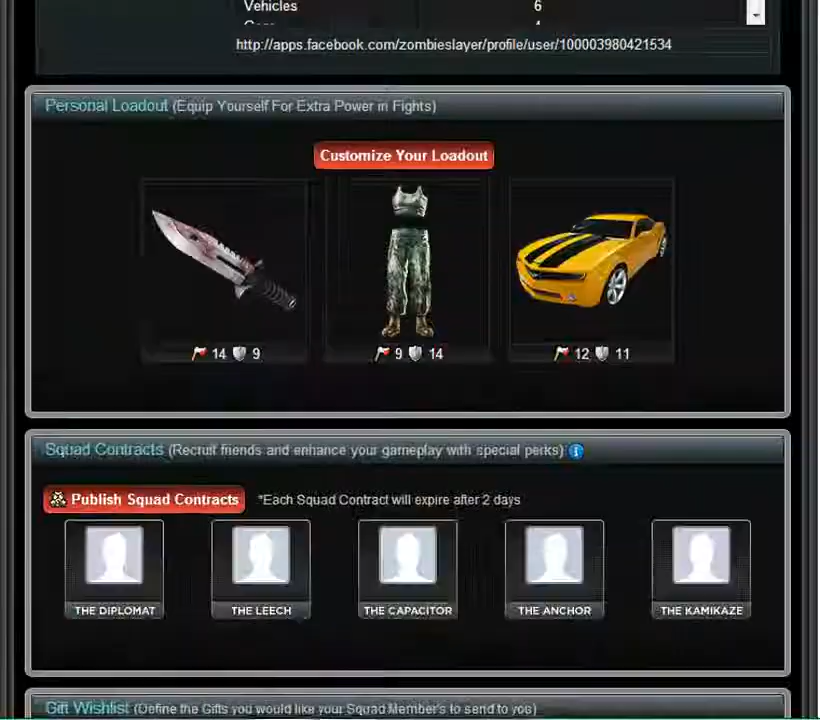 Vehicles 6
http://apps.facebook.com/zombieslayer/profile/user/100003980421534
Personal Loadout (Equip Yourself For Extra Power in Fights)
Customize Your Loadout
14 9 9 14 12 11
Squad Contracts (Recruit friends and enhance your gameplay with special perks) i
Publish Squad Contracts *Each Squad Contract will expire after 2 days
THE DIPLOMAT THE LEECH THE CAPACITOR THE ANCHOR THE KAMIKAZE
Gift Wishlist (Define the Gifts you would like your Squad Member's to send to you)